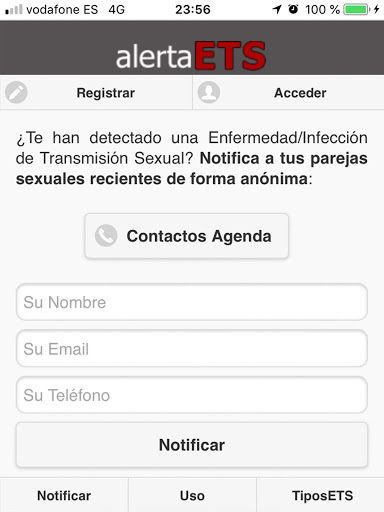 vodafone ES 4G 23:56 100 %
alertaETS
Registrar Acceder
¿Te han detectado una Enfermedad/Infección
de Transmisión Sexual? Notifica a tus parejas
sexuales recientes de forma anónima:
Contactos Agenda
Su Nombre
Su Email
Su Teléfono
Notificar
Notificar Uso TiposETS